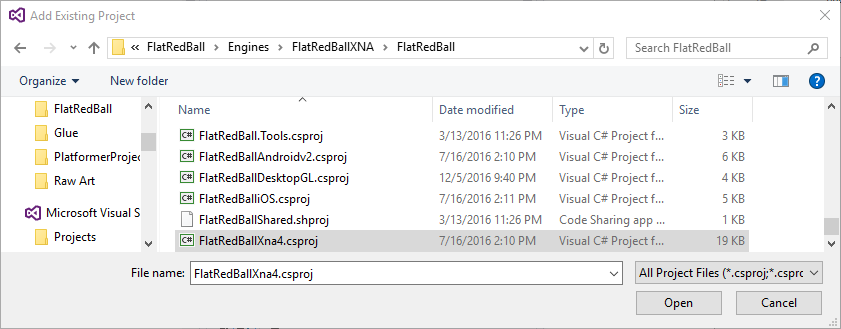 Add Existing Project
« FlatRedBall > Engines > FlatRedBallXNA > FlatRedBall
Search FlatRedBall
Organize New folder
Name Date modified Type Size
FlatRedBall
Glue
PlatformerProjec
Raw Art
Microsoft Visual S
Projects
FlatRedBall.Tools.csproj 3/13/2016 11:26 PM Visual C# Project f... 3 KB
FlatRedBallAndroidv2.csproj 7/16/2016 2:10 PM Visual C# Project f... 6 KB
FlatRedBallDesktopGL.csproj 12/5/2016 9:40 PM Visual C# Project f... 4 KB
FlatRedBalliOS.csproj 7/16/2016 2:11 PM Visual C# Project f... 5 KB
FlatRedBallShared.shproj 3/13/2016 11:26 PM Code Sharing app ... 1 KB
FlatRedBallXna4.csproj 7/16/2016 2:10 PM Visual C# Project f... 19 KB
File name: FlatRedBallXna4.csproj
All Project Files (*.csproj;*.cspro
Open Cancel